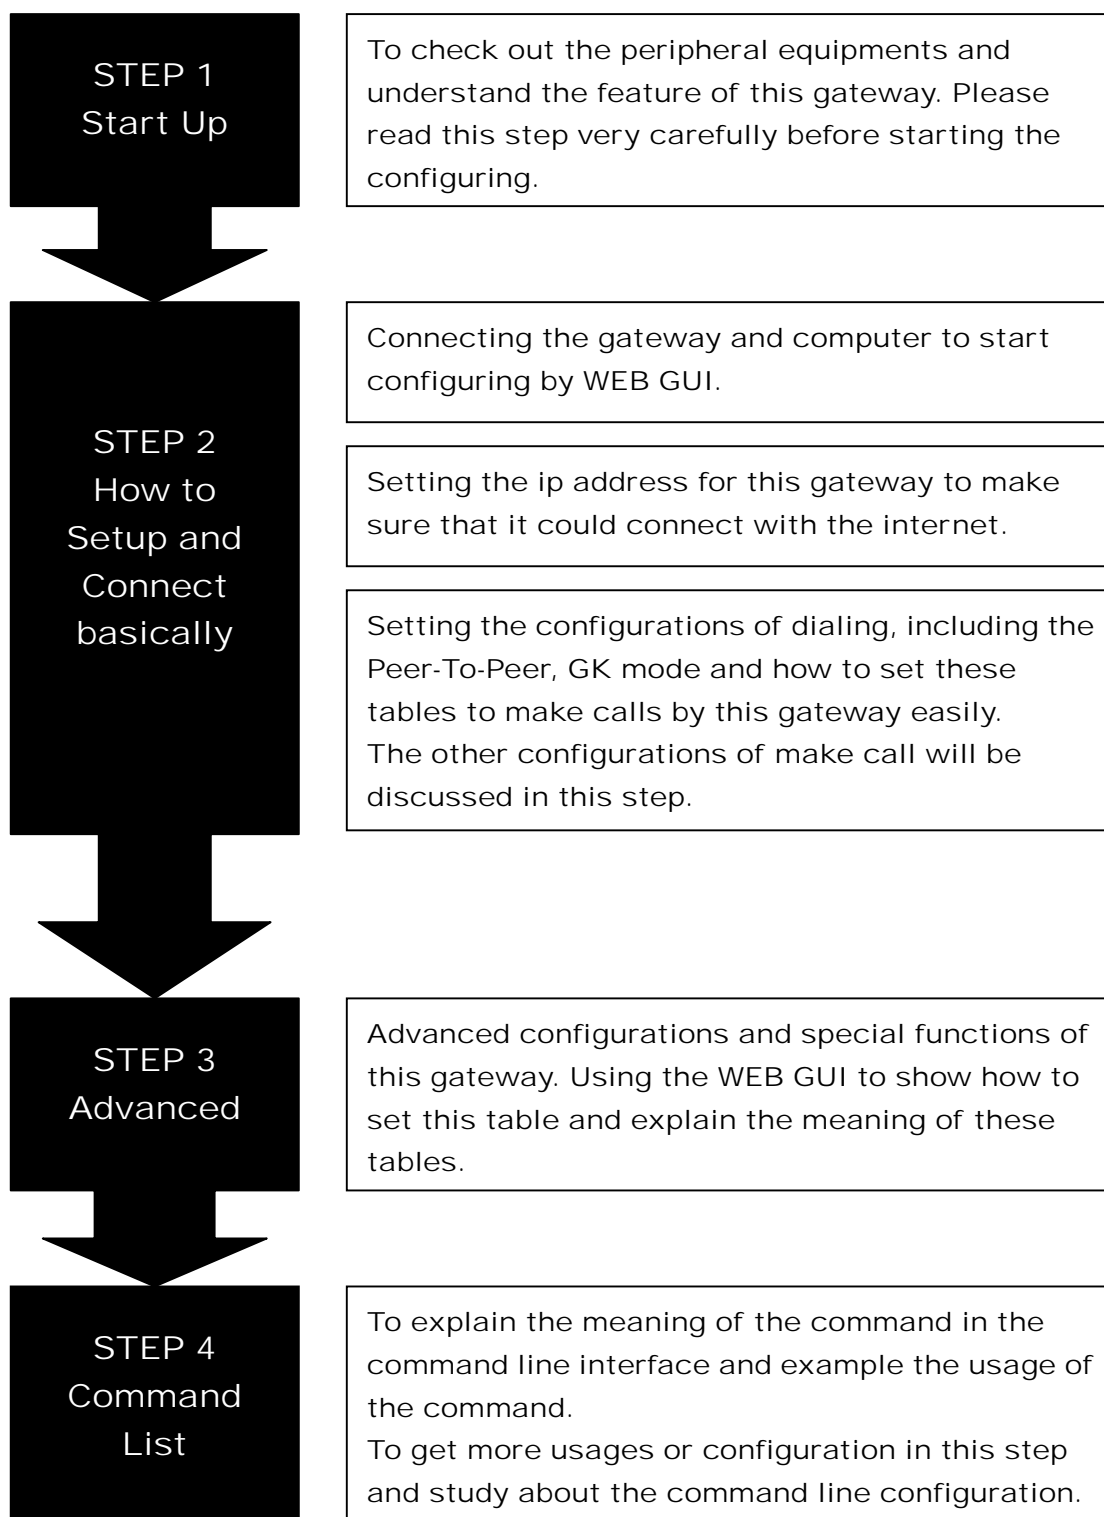 STEP 1
Start Up
To check out the peripheral equipments and
understand the feature of this gateway. Please
read this step very carefully before starting the
configuring.
STEP 2
How to
Setup and
Connect
basically
Connecting the gateway and computer to start
configuring by WEB GUI.
Setting the ip address for this gateway to make
sure that it could connect with the internet.
Setting the configurations of dialing, including the
Peer-To-Peer, GK mode and how to set these
tables to make calls by this gateway easily.
The other configurations of make call will be
discussed in this step.
STEP 3
Advanced
Advanced configurations and special functions of
this gateway. Using the WEB GUI to show how to
set this table and explain the meaning of these
tables.
STEP 4
Command
List
To explain the meaning of the command in the
command line interface and example the usage of
the command.
To get more usages or configuration in this step
and study about the command line configuration.